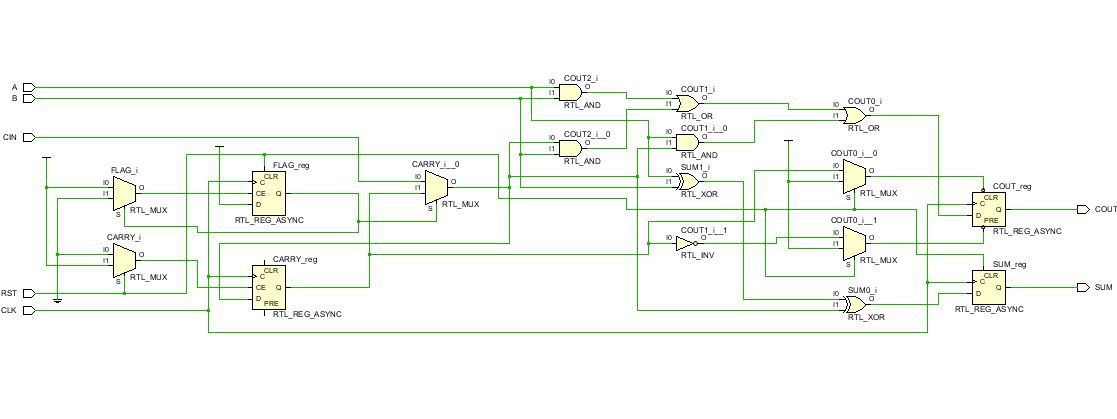 A
B
CIN
RST
CLK
FLAG_i
I0
I1
O
S
RTL_MUX
CARRY_i
I0
I1
O
S
RTL_MUX
FLAG_reg
CLR
C
CE
Q
D
RTL_REG_ASYNC
CARRY_reg
CLR
C
CE
Q
D
PRE
RTL_REG_ASYNC
CARRY_i__0
I0
I1
O
S
RTL_MUX
COUT2_i
I0
I1
O
RTL_AND
COUT2_i__0
I0
I1
O
RTL_AND
COUT1_i
I0
I1
O
RTL_OR
COUT1_i__0
I0
I1
O
RTL_AND
SUM1_i
I0
I1
O
RTL_XOR
COUT1_i__1
I0
O
RTL_INV
COUT0_i
I0
I1
O
RTL_OR
COUT0_i__0
I0
I1
O
S
RTL_MUX
COUT0_i__1
I0
I1
O
S
RTL_MUX
SUM0_i
I0
I1
O
RTL_XOR
COUT_reg
CLR
C
Q
D
PRE
RTL_REG_ASYNC
SUM_reg
CLR
C
Q
D
RTL_REG_ASYNC
COUT
SUM